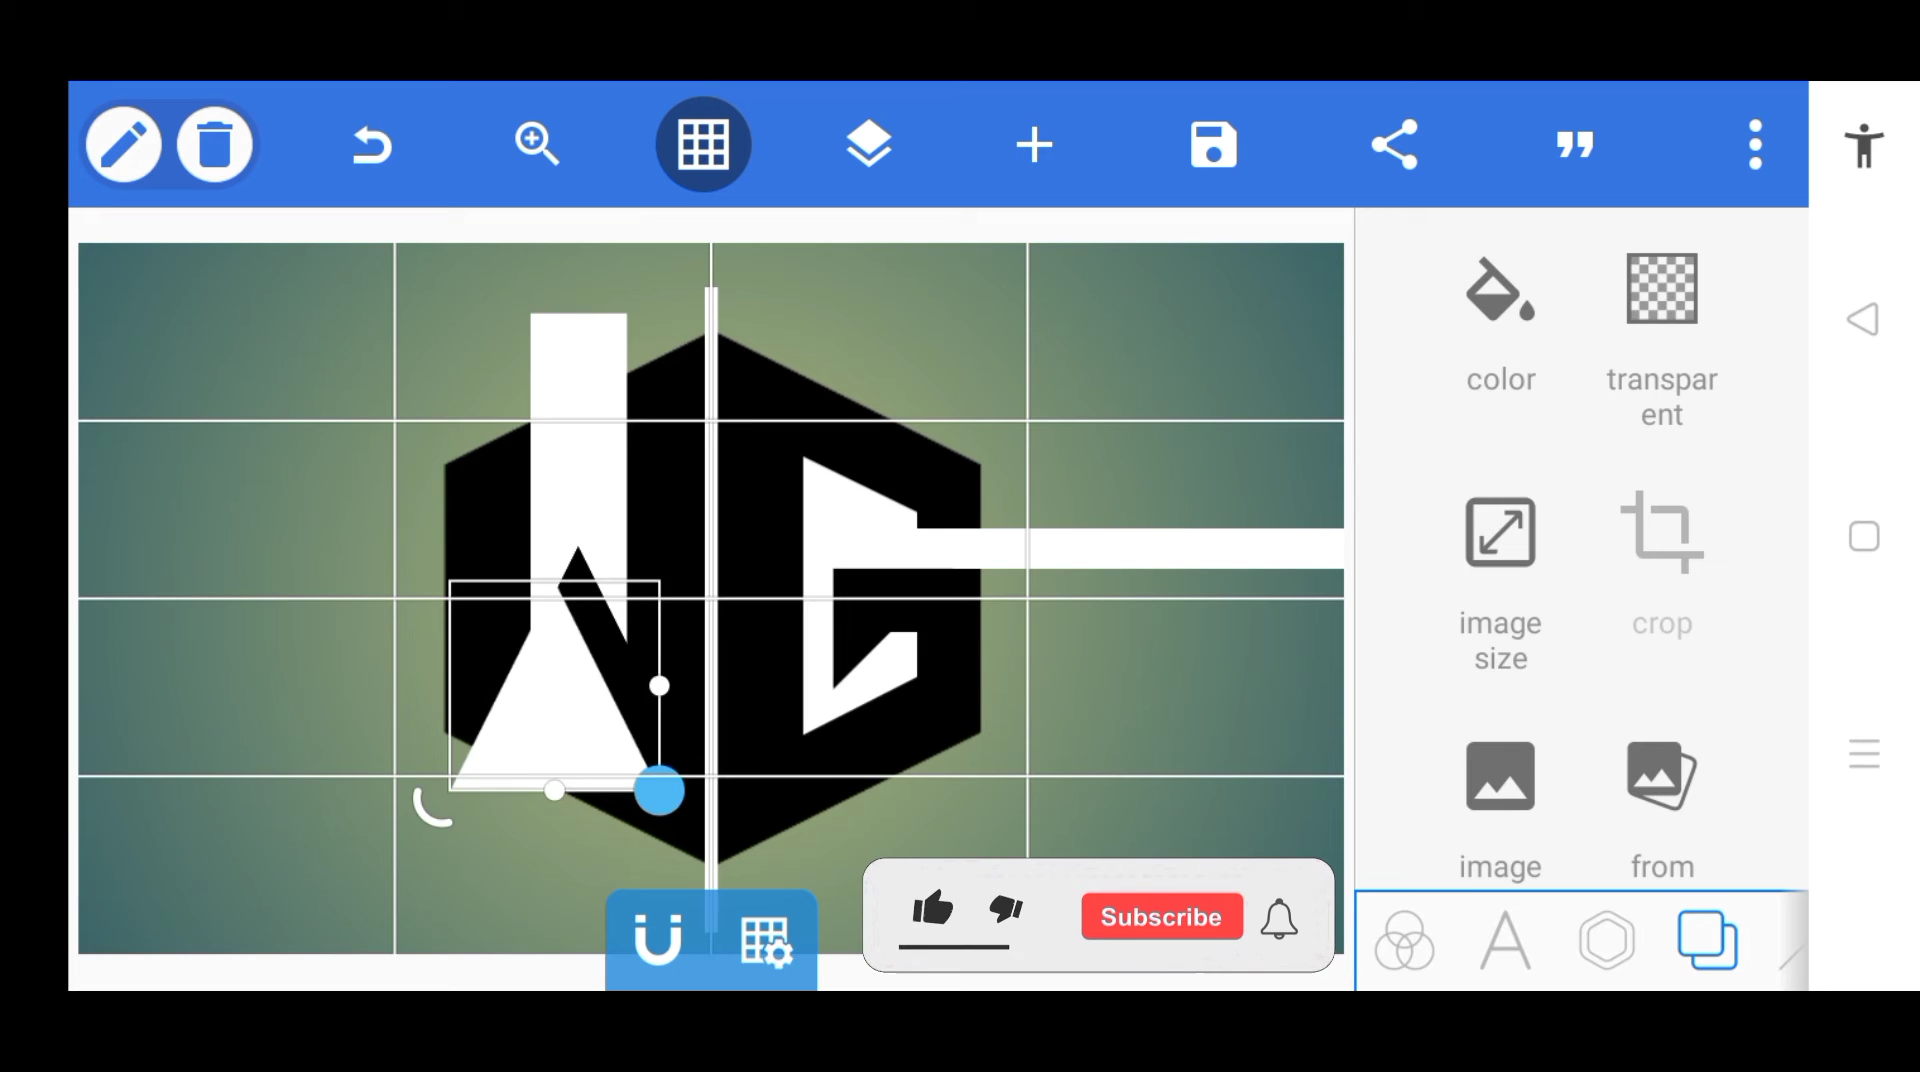 color
transpar
ent
image
size
crop
image
from
Subscribe